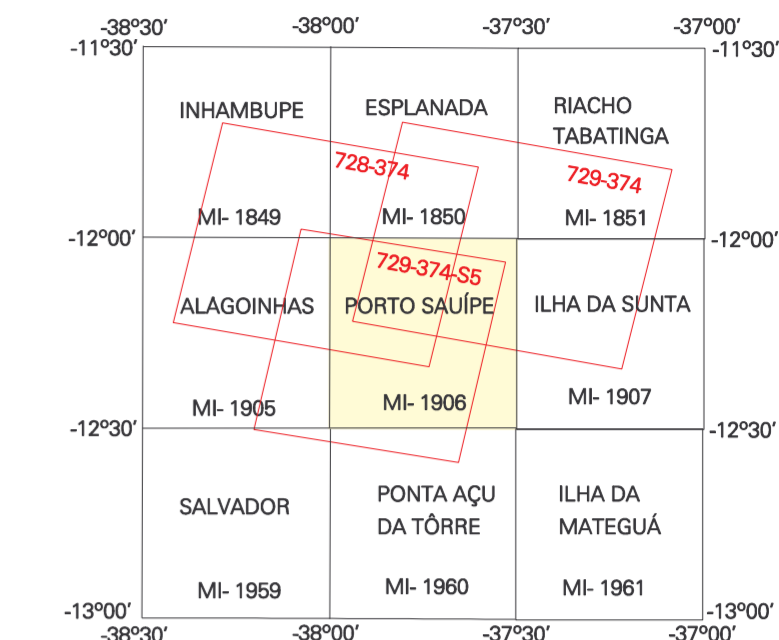 -38º30′ -38º00′ -37º30′ -37º00′
-11º30′ -11º30′
INHAMBUPE ESPLANADA RIACHO
TABATINGA
728-374 729-374
MI- 1849 MI- 1850 MI- 1851
-12º00′ -12º00′
729-374-S5
ALAGOINHAS PORTO SAUÍPE ILHA DA SUNTA
MI- 1905 MI- 1906 MI- 1907
-12º30′ -12º30′
SALVADOR PONTA AÇU ILHA DA
DA TÔRRE MATEGUÁ
MI- 1959 MI- 1960 MI- 1961
-13º00′ -13º00′
-38º30′ -38º00′ -37º30′ -37º00′